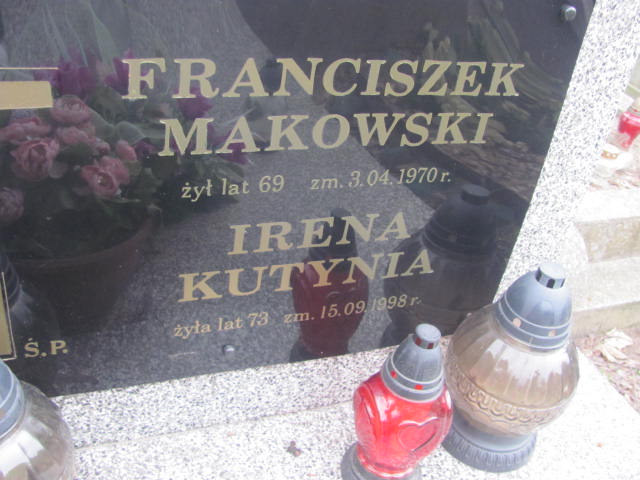 FRANCISZEK
MAKOWSKI
żył lat 69 zm. 3.04.1970 r.
IRENA
KUTYNIA
żyła lat 73 zm. 15.09.1998 r.
Ś.P.